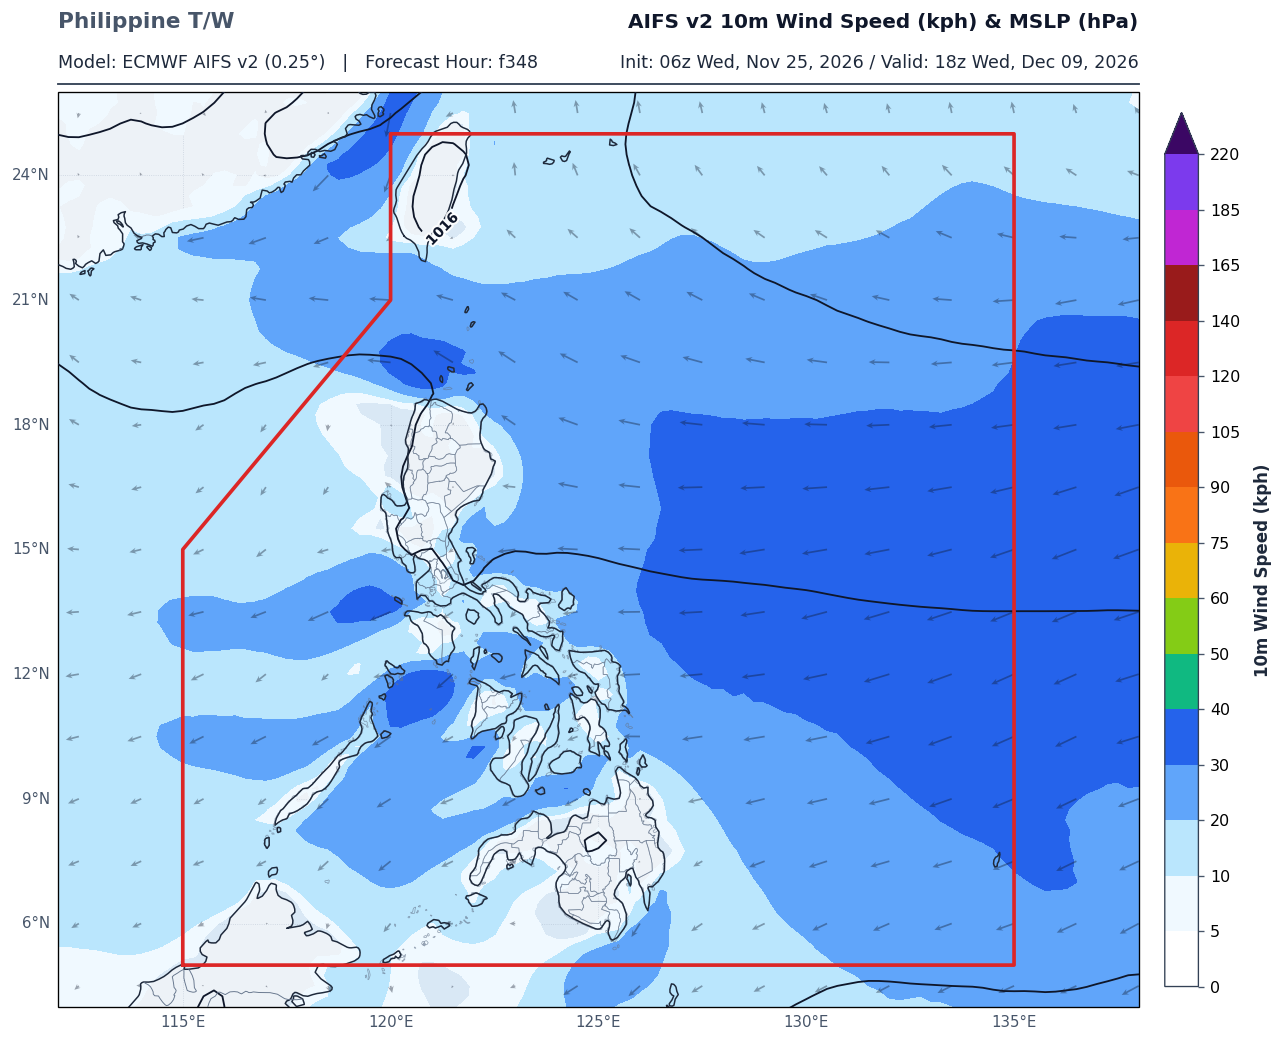 Philippine T/W
AIFS v2 10m Wind Speed (kph) & MSLP (hPa)
Model: ECMWF AIFS v2 (0.25°)   |   Forecast Hour: f348
Init: 06z Wed, Nov 25, 2026 / Valid: 18z Wed, Dec 09, 2026
24°N
21°N
18°N
15°N
12°N
9°N
6°N
1016
115°E
120°E
125°E
130°E
135°E
220
185
165
140
120
105
90
75
60
50
40
30
20
10
5
0
10m Wind Speed (kph)